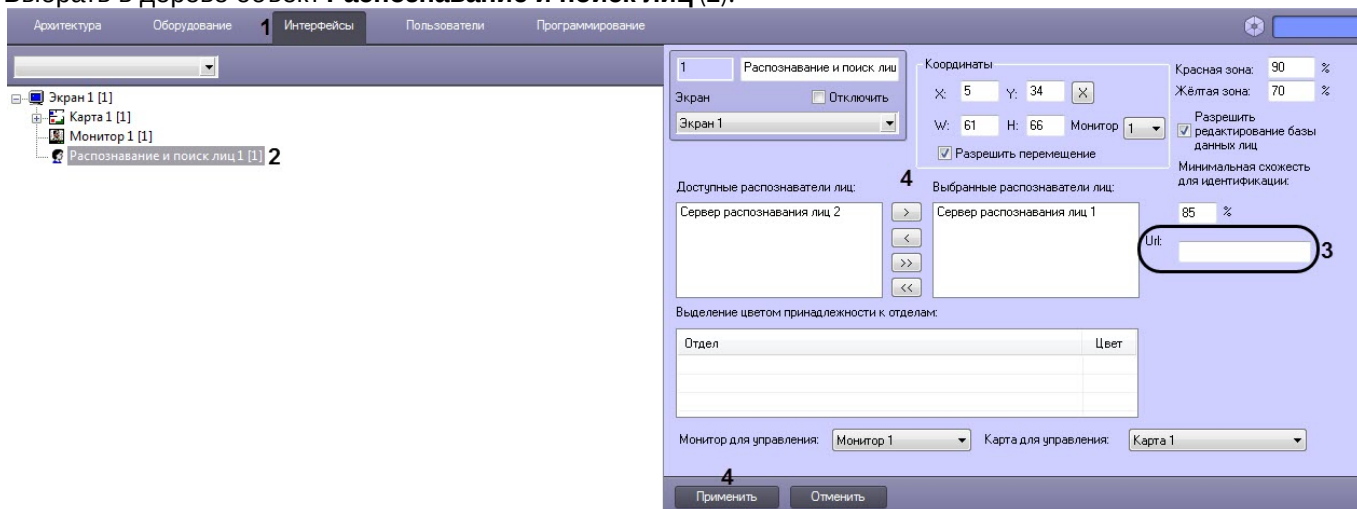 Выбрать в дереве объект Распознавание и поиск лиц (2).
Архитектура Оборудование 1 Интерфейсы Пользователи Программирование
Экран 1 [1]
Карта 1 [1]
Монитор 1 [1]
Распознавание и поиск лиц 1 [1] 2
1 Распознавание и поиск лиц
Экран Отключить
Экран 1
Координаты
X: 5 Y: 34 X
W: 61 H: 66 Монитор 1
Разрешить перемещение
Красная зона: 90 %
Жёлтая зона: 70 %
Разрешить
редактирование базы
данных лиц
Минимальная схожесть
для идентификации:
85 %
Url: 3
Доступные распознаватели лиц: 4 Выбранные распознаватели лиц:
Сервер распознавания лиц 2 > Сервер распознавания лиц 1
<
>>
<<
Выделение цветом принадлежности к отделам:
Отдел Цвет
Монитор для управления: Монитор 1 Карта для управления: Карта 1
4
Применить Отменить